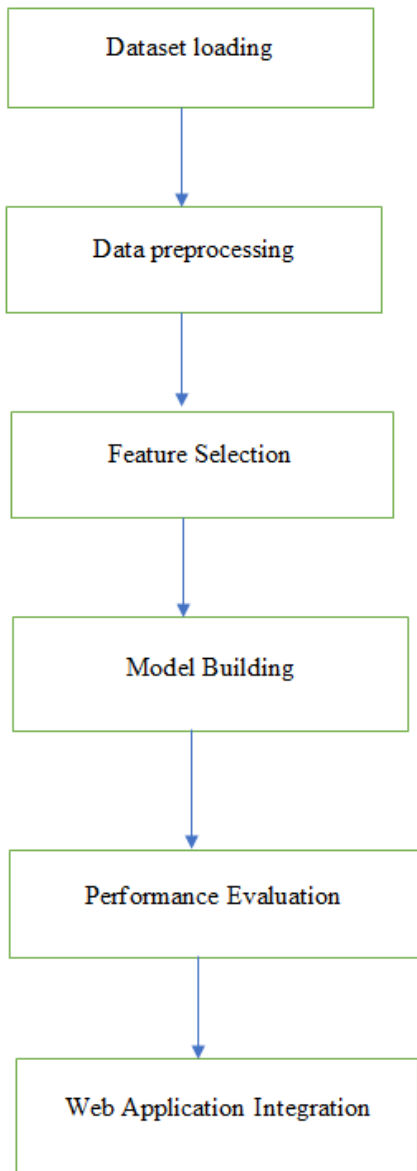 Dataset loading
Data preprocessing
Feature Selection
Model Building
Performance Evaluation
Web Application Integration